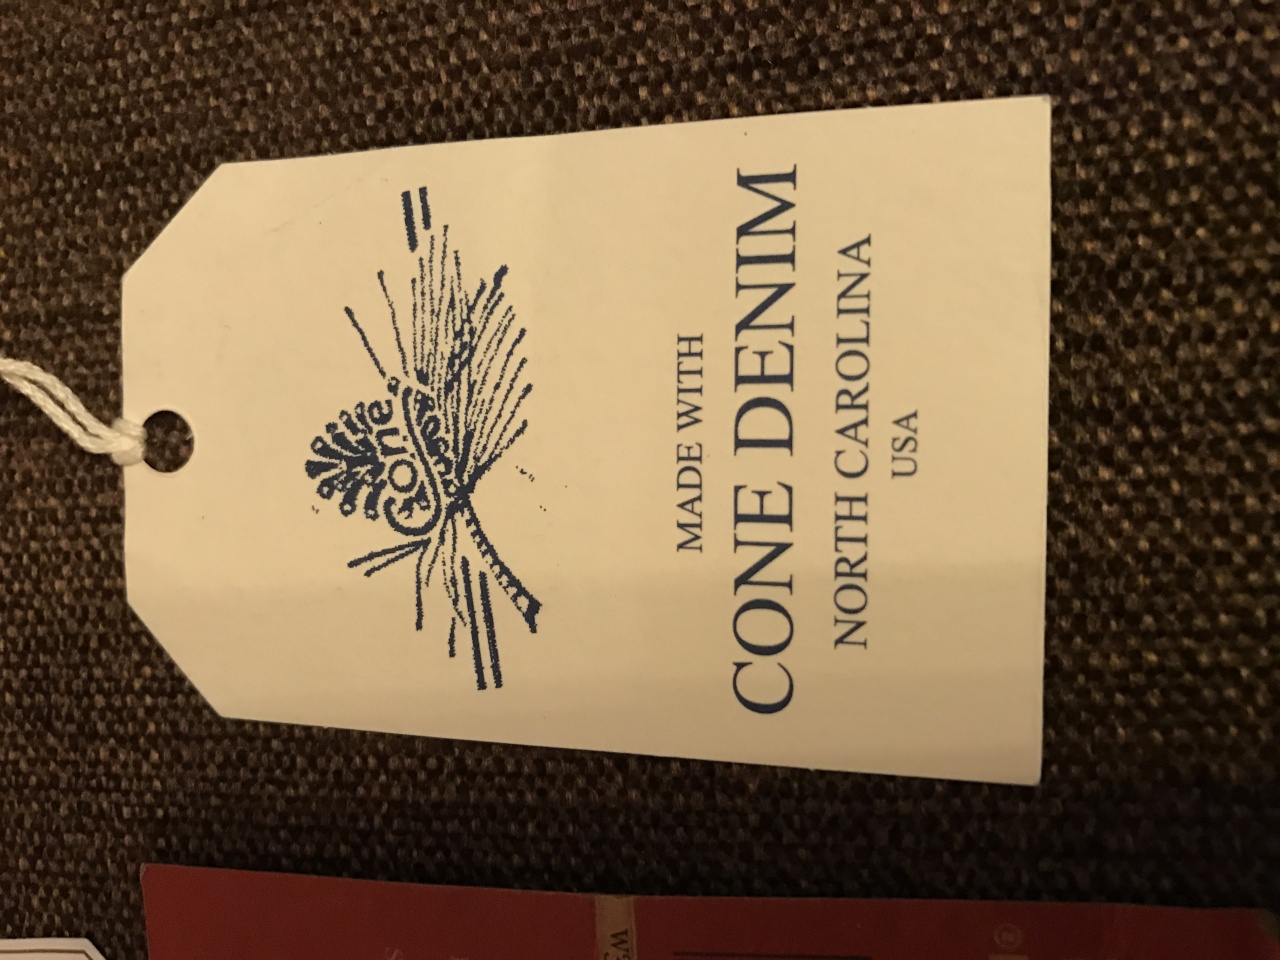 Cone
MADE WITH
CONE DENIM
NORTH CAROLINA
USA